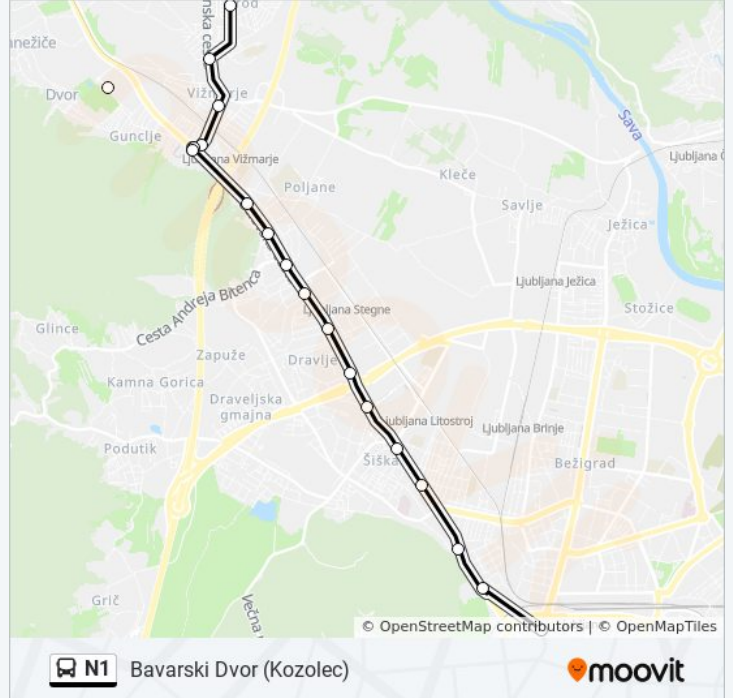 Dvor
Vižmarje
Gunclje
Ljubljana Vižmarje
Poljane
Kleče
Sava
Savlje
Ježica
Ljubljana Ježica
Cesta Andreja Bitenca
Ljubljana Stegne
Stožice
Glince
Zapuže
Dravlje
Kamna Gorica
Draveljska
gmajna
Ljubljana Litostroj
Ljubljana Brinje
Podutik
Šiška
Bežigrad
Grič
Večna
© OpenStreetMap contributors | © OpenMapTiles
N1 Bavarski Dvor (Kozolec)
moovit